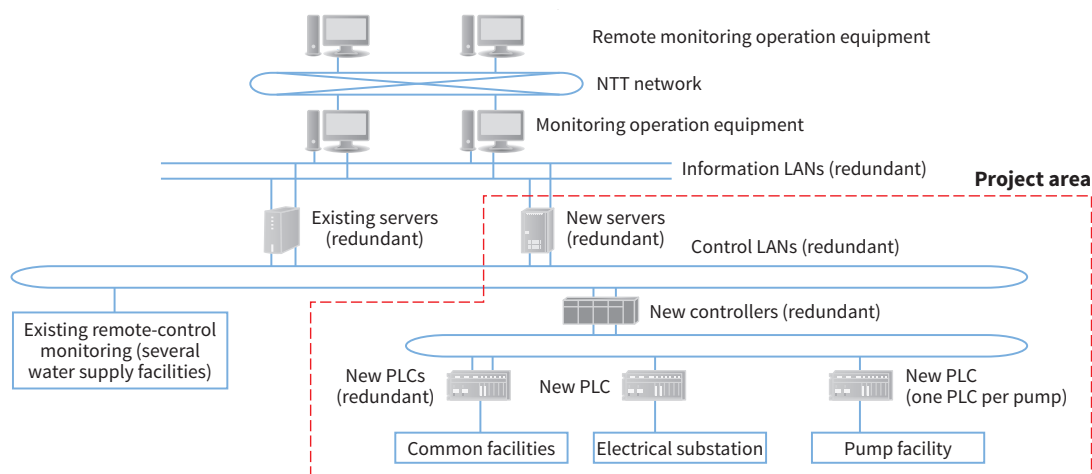 Remote monitoring operation equipment
NTT network
Monitoring operation equipment
Information LANs (redundant)
Project area
Existing servers
(redundant)
New servers
(redundant)
Control LANs (redundant)
New controllers (redundant)
Existing remote-control
monitoring (several
water supply facilities)
New PLCs
(redundant)
New PLC
New PLC
(one PLC per pump)
Common facilities
Electrical substation
Pump facility